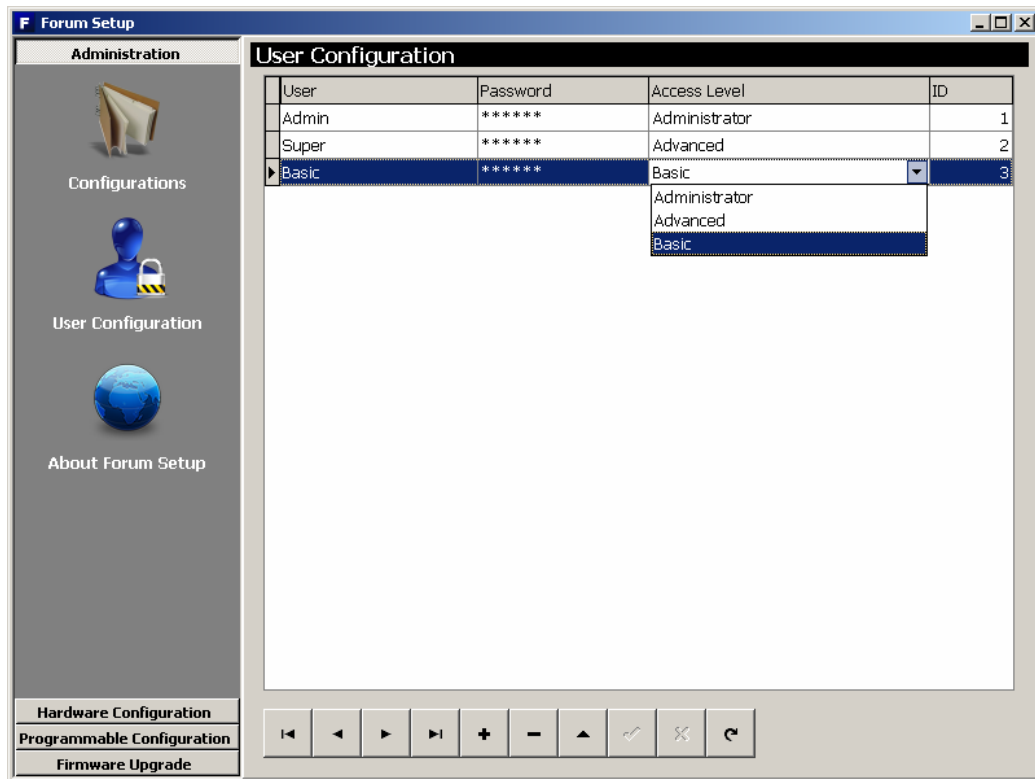 F Forum Setup
Administration
Configurations
User Configuration
About Forum Setup
Hardware Configuration
Programmable Configuration
Firmware Upgrade
User Configuration
User Password Access Level ID
Admin ****** Administrator 1
Super ****** Advanced 2
Basic ****** Basic 3
Administrator
Advanced
Basic